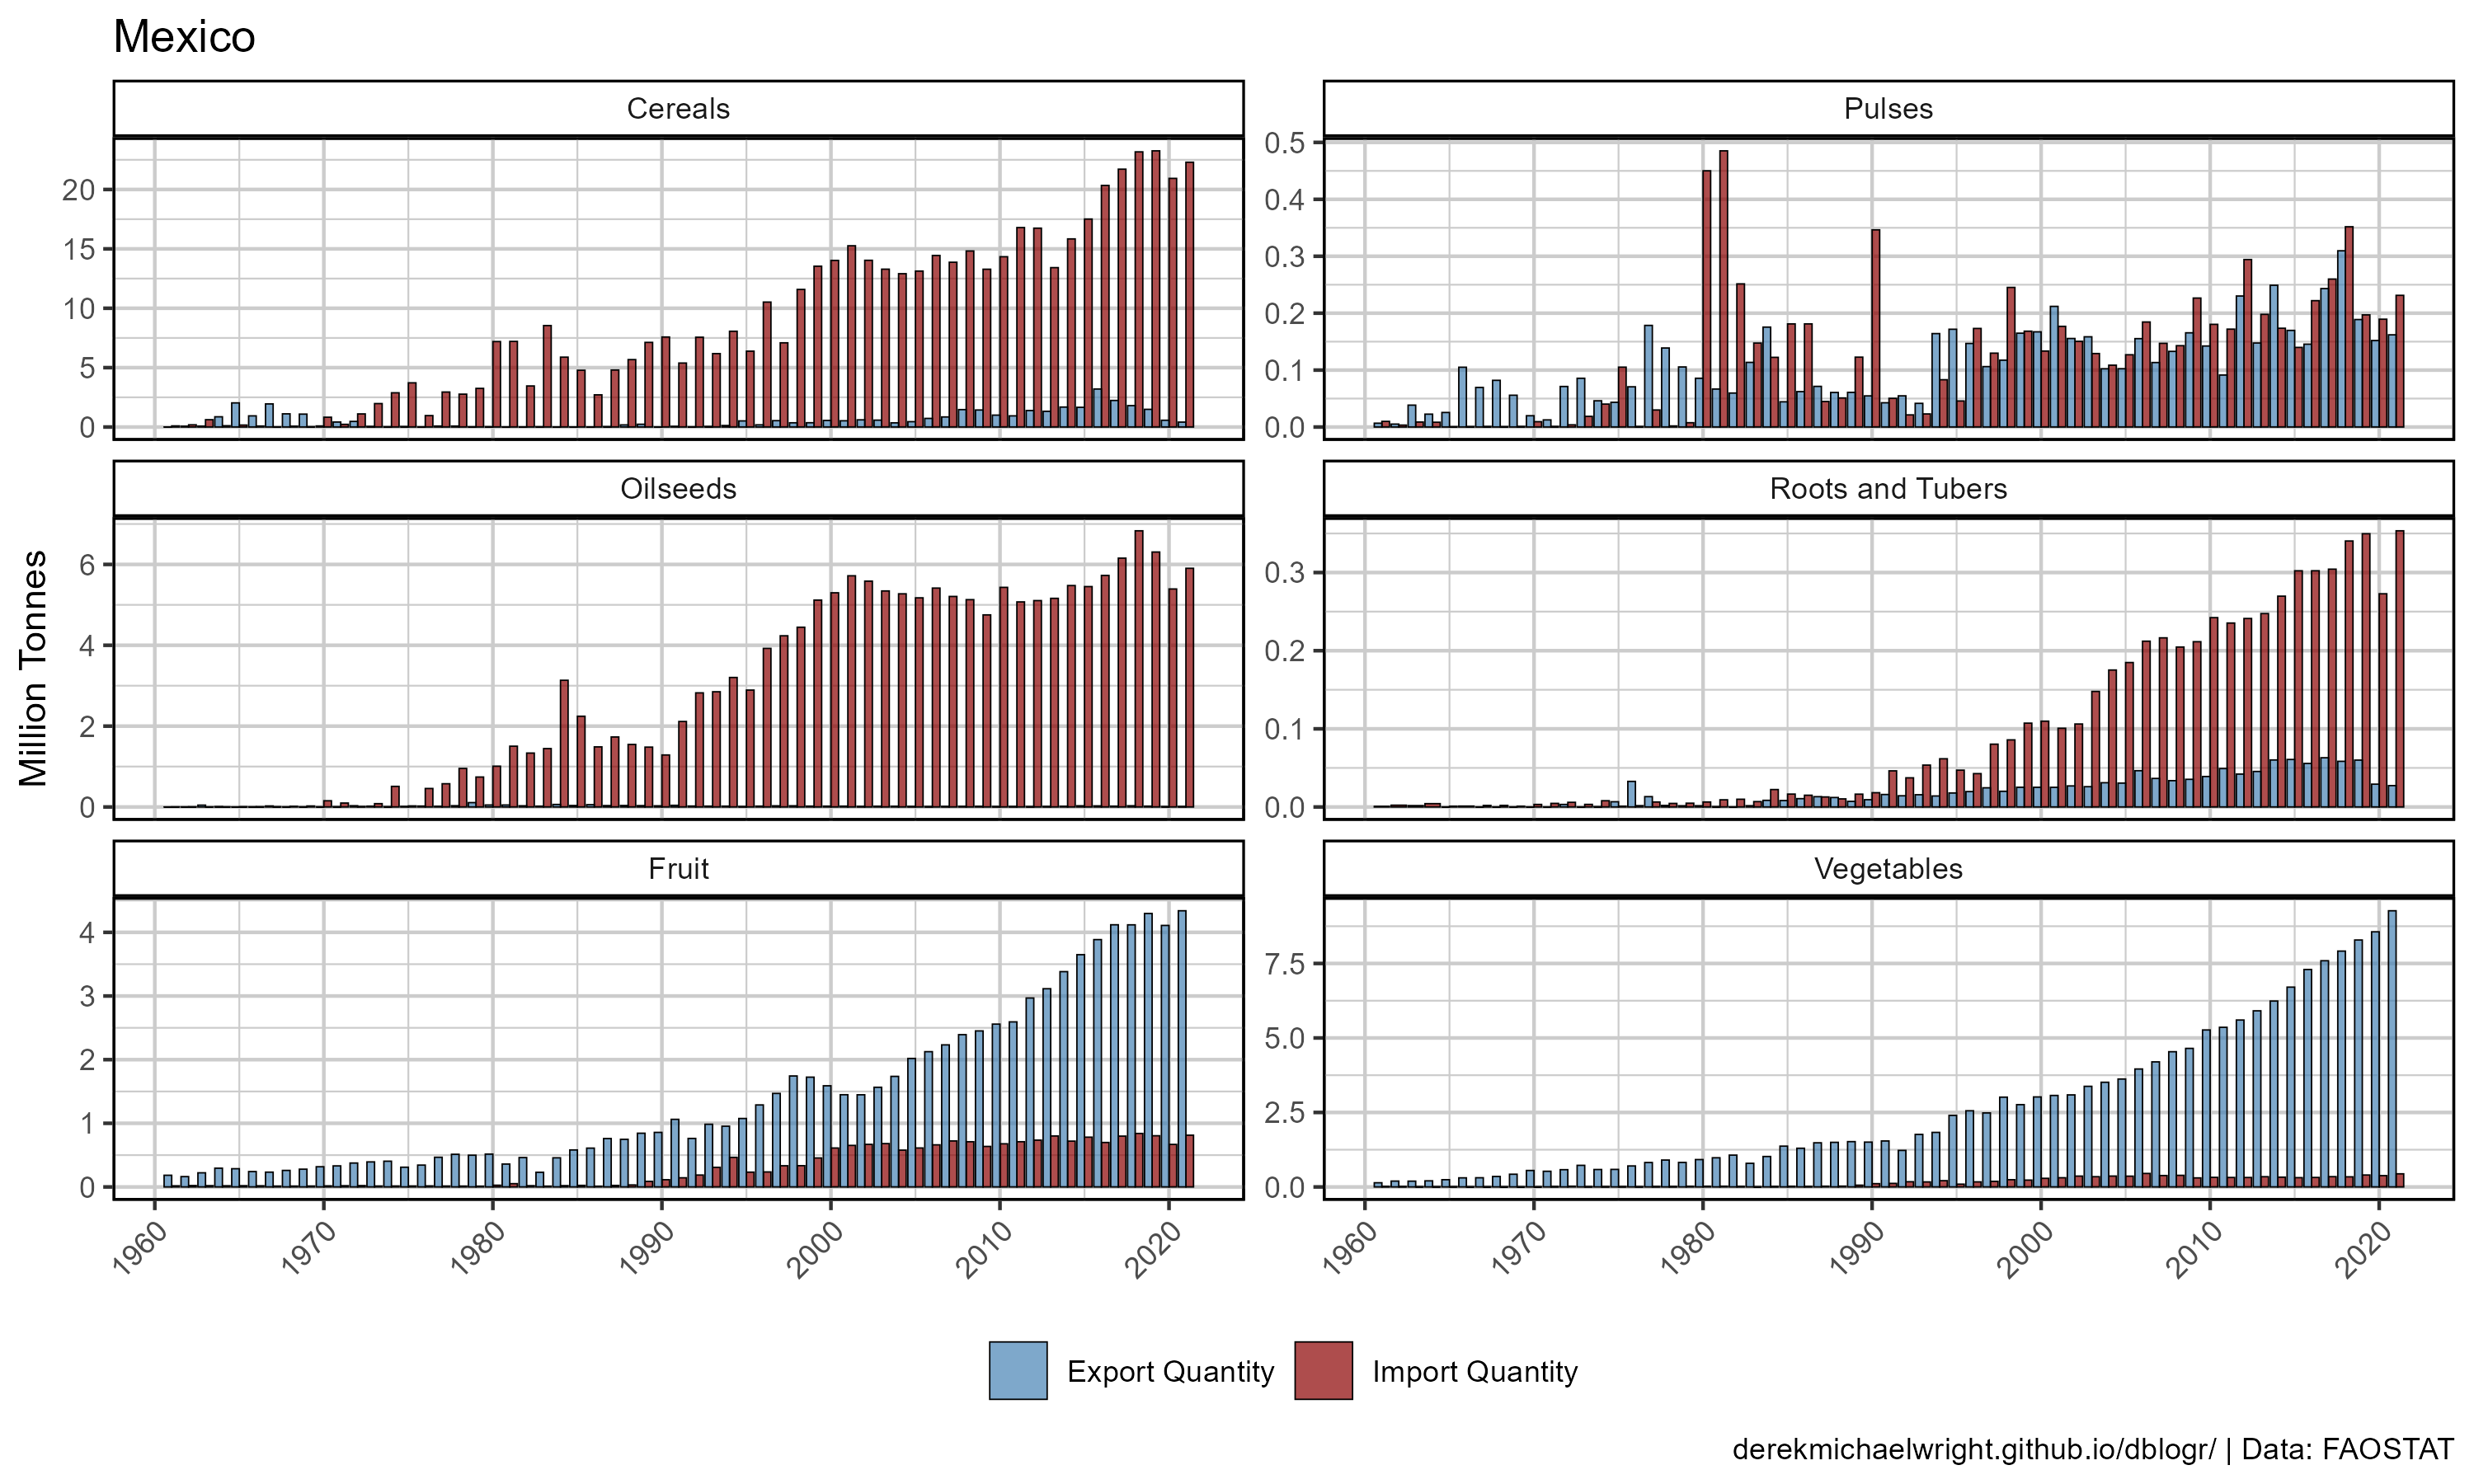 Mexico
Million Tonnes
Cereals
20
15
10
5
0
Pulses
0.5
0.4
0.3
0.2
0.1
0.0
Oilseeds
6
4
2
0
Roots and Tubers
0.3
0.2
0.1
0.0
Fruit
4
3
2
1
0
Vegetables
7.5
5.0
2.5
0.0
1960 1970 1980 1990 2000 2010 2020
1960 1970 1980 1990 2000 2010 2020
Export Quantity Import Quantity
derekmichaelwright.github.io/dblogr/ | Data: FAOSTAT